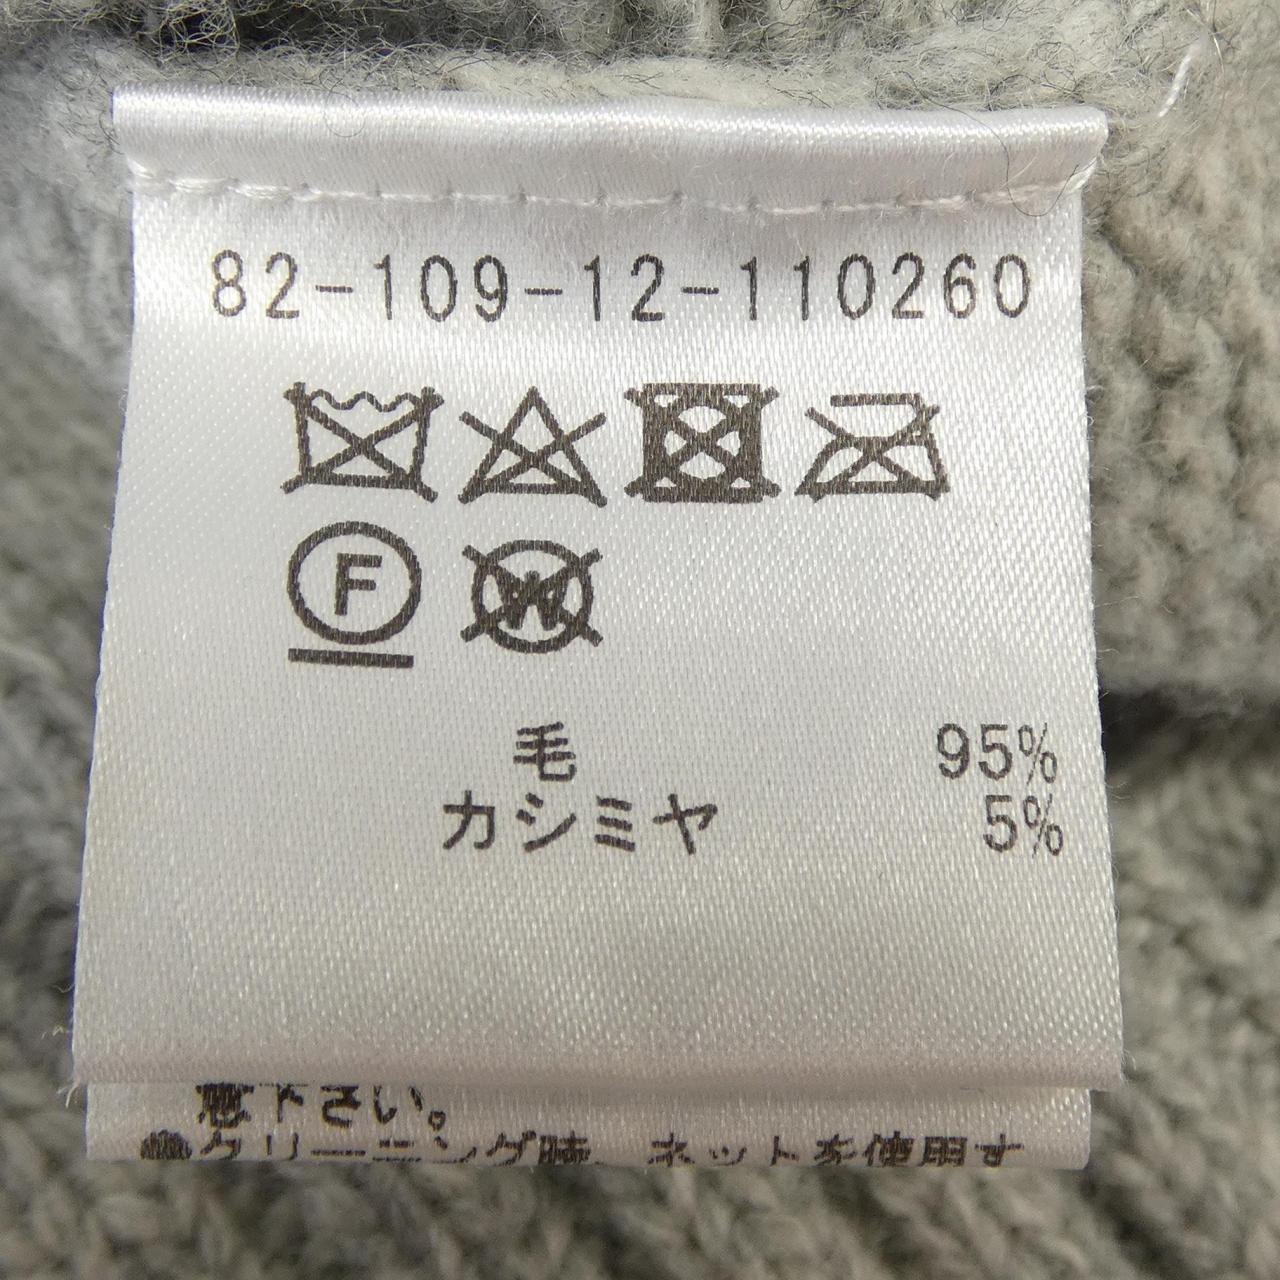 82-109-12-110260
F
W
毛 95%
カシミヤ 5%
意下さい。
●クリーニング時、ネットを使用す